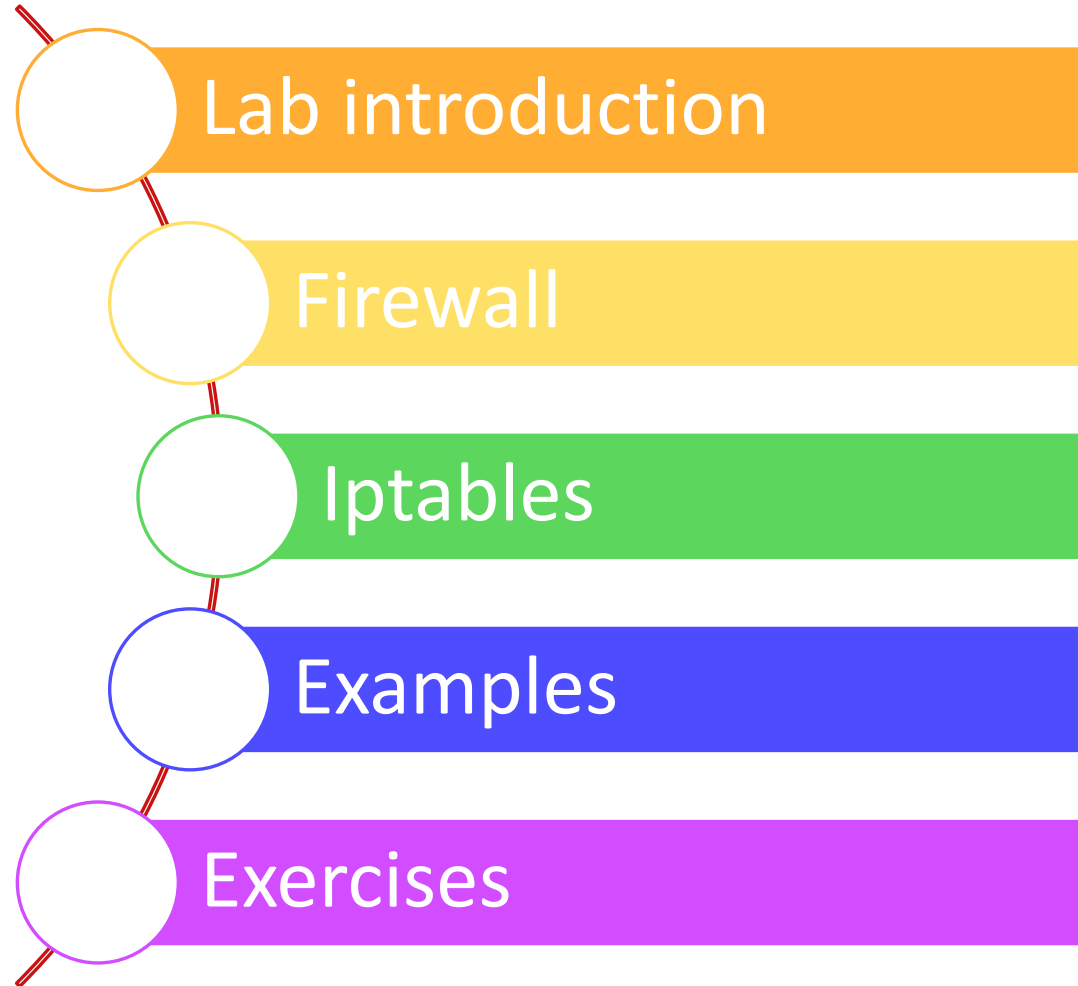 Lab introduction
Firewall
Iptables
Examples
Exercises